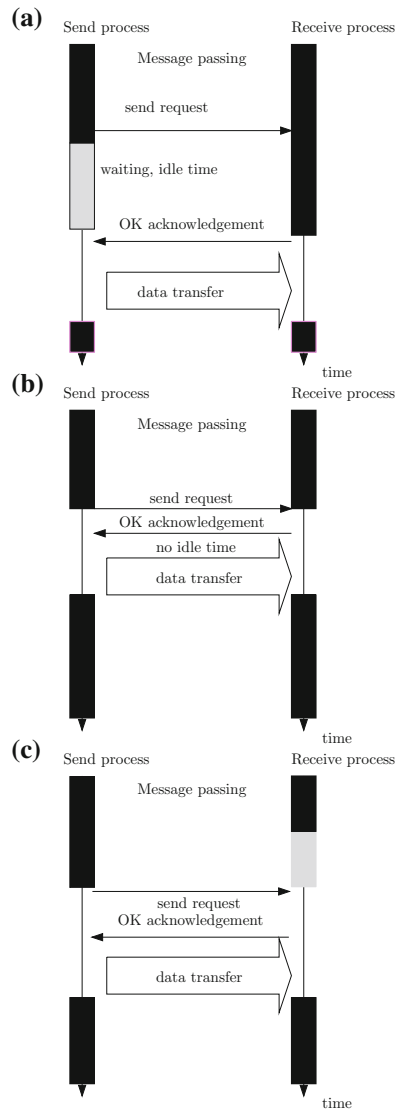 (a)
Send process Receive process
Message passing
send request
waiting, idle time
OK acknowledgement
data transfer
time
(b)
Send process Receive process
Message passing
send request
OK acknowledgement
no idle time
data transfer
time
(c)
Send process Receive process
Message passing
send request
OK acknowledgement
data transfer
time